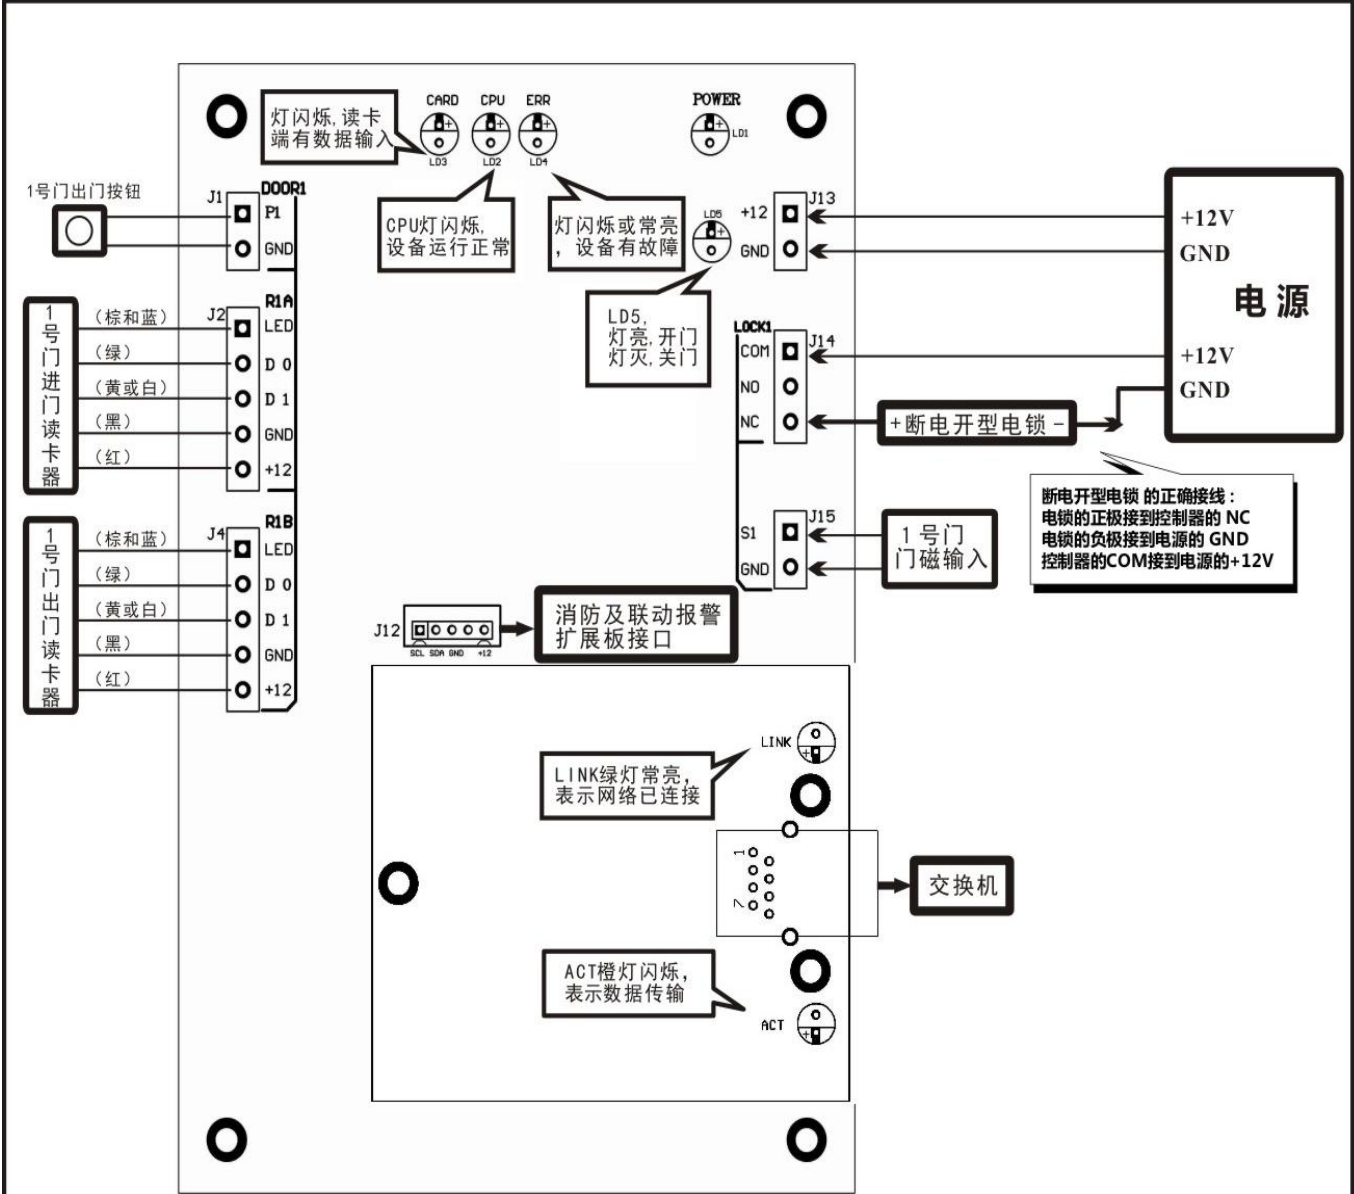 CARD CPU ERR
POWER
灯闪烁,读卡
端有数据输入
LD3 LD2 LD4
LD1
1号门出门按钮
J1
DOOR1
P1
GND
CPU灯闪烁,
设备运行正常
灯闪烁或常亮
,设备有故障
LD5
J13
+12
GND
+12V
GND
电源
+12V
GND
LD5,
灯亮,开门
灯灭,关门
1号门进门读卡器
(棕和蓝)
(绿)
(黄或白)
(黑)
(红)
J2
R1A
LED
D 0
D 1
GND
+12
LOCK1
J14
COM
NO
NC
+断电开型电锁-
断电开型电锁 的正确接线:
电锁的正极接到控制器的 NC
电锁的负极接到电源的 GND
控制器的COM接到电源的+12V
J15
S1
GND
1号门
门磁输入
1号门出门读卡器
(棕和蓝)
(绿)
(黄或白)
(黑)
(红)
J4
R1B
LED
D 0
D 1
GND
+12
J12
SCL SDA GND +12
消防及联动报警
扩展板接口
LINK
LINK绿灯常亮,
表示网络已连接
1
7
交换机
ACT橙灯闪烁,
表示数据传输
ACT